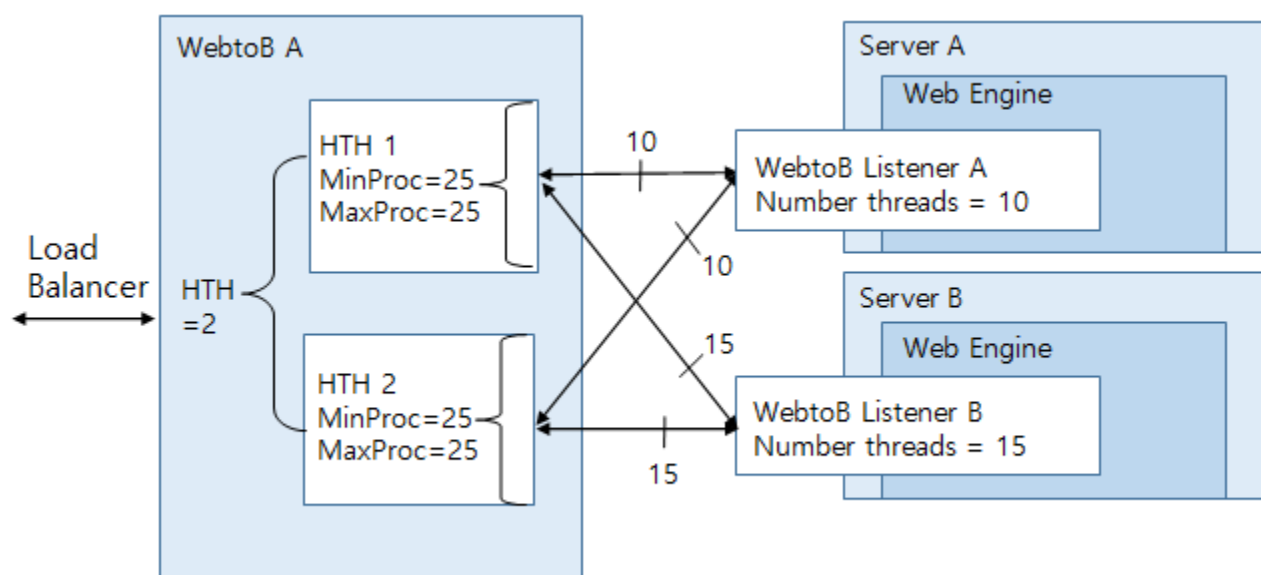 WebtoB A
Load
Balancer
HTH
=2
HTH 1
MinProc=25
MaxProc=25
HTH 2
MinProc=25
MaxProc=25
10
10
15
15
Server A
Web Engine
WebtoB Listener A
Number threads = 10
Server B
Web Engine
WebtoB Listener B
Number threads = 15